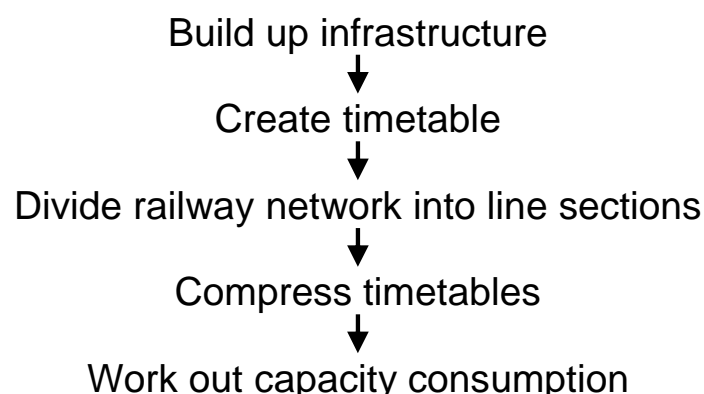 Build up infrastructure
Create timetable
Divide railway network into line sections
Compress timetables
Work out capacity consumption